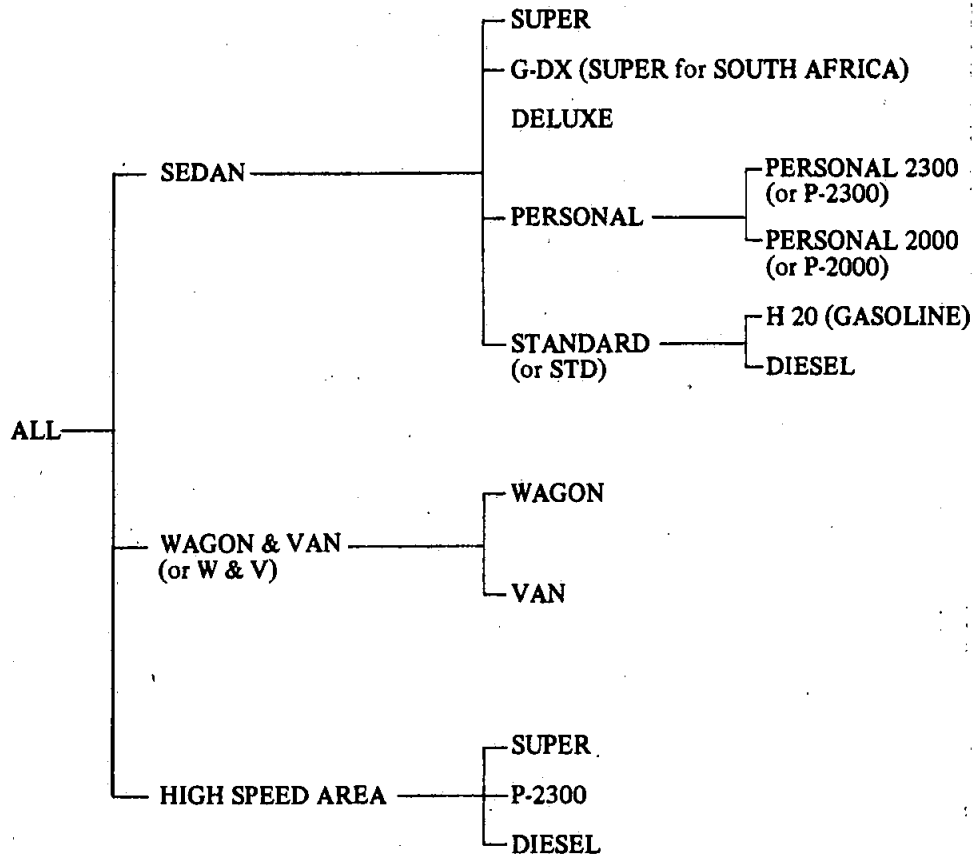 SUPER
G-DX (SUPER for SOUTH AFRICA)
DELUXE
SEDAN
PERSONAL
PERSONAL 2300
(or P-2300)
PERSONAL 2000
(or P-2000)
STANDARD
(or STD)
H 20 (GASOLINE)
DIESEL
ALL
WAGON & VAN
(or W & V)
WAGON
VAN
HIGH SPEED AREA
SUPER
P-2300
DIESEL